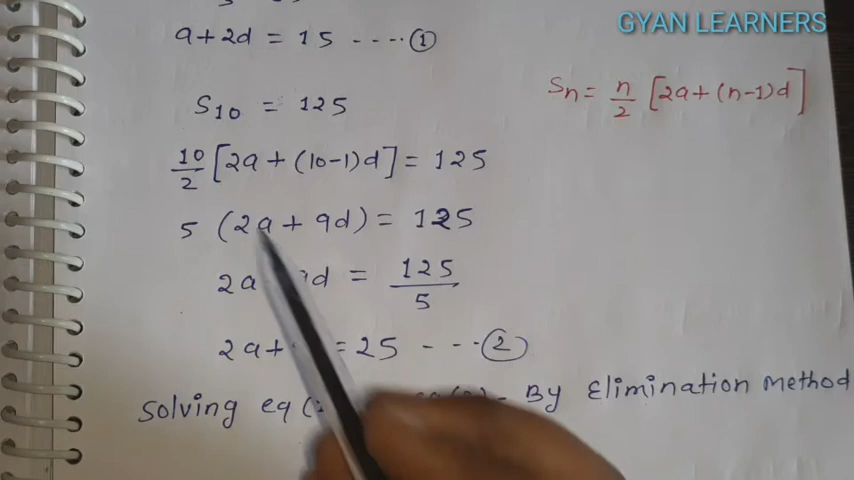 GYAN LEARNERS
a + 2d = 15 ---- ①
S10 = 125
Sn = n/2 [2a + (n-1)d]
10/2 [2a + (10-1)d] = 125
5 (2a + 9d) = 125
2a d = 125/5
2a + = 25 --- ②
Solving eq ( By Elimination Method